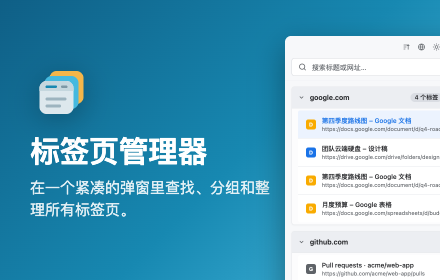 标签页管理器
在一个紧凑的弹窗里查找、分组和整
理所有标签页。
搜索标题或网址...
google.com
4 个标签
D
第四季度路线图 – Google 文档
https://docs.google.com/document/d/q4-roa
D
团队云端硬盘 – 设计稿
https://drive.google.com/drive/folders/design
D
第四季度路线图 – Google 文档
https://docs.google.com/document/d/q4-roa
D
月度预算 – Google 表格
https://docs.google.com/spreadsheets/d/bud
github.com
G
Pull requests · acme/web-app
https://github.com/acme/web-app/pulls